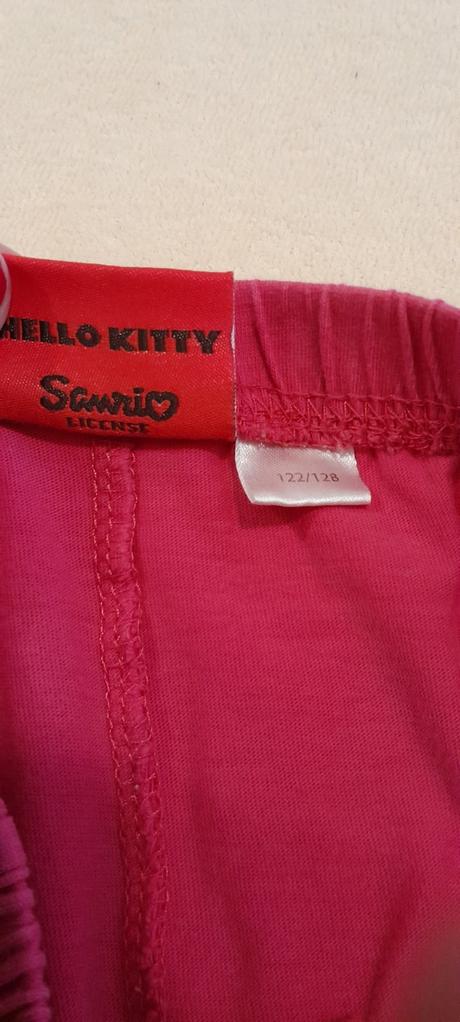 HELLO KITTY
Sanrio
LICENSE
122/128